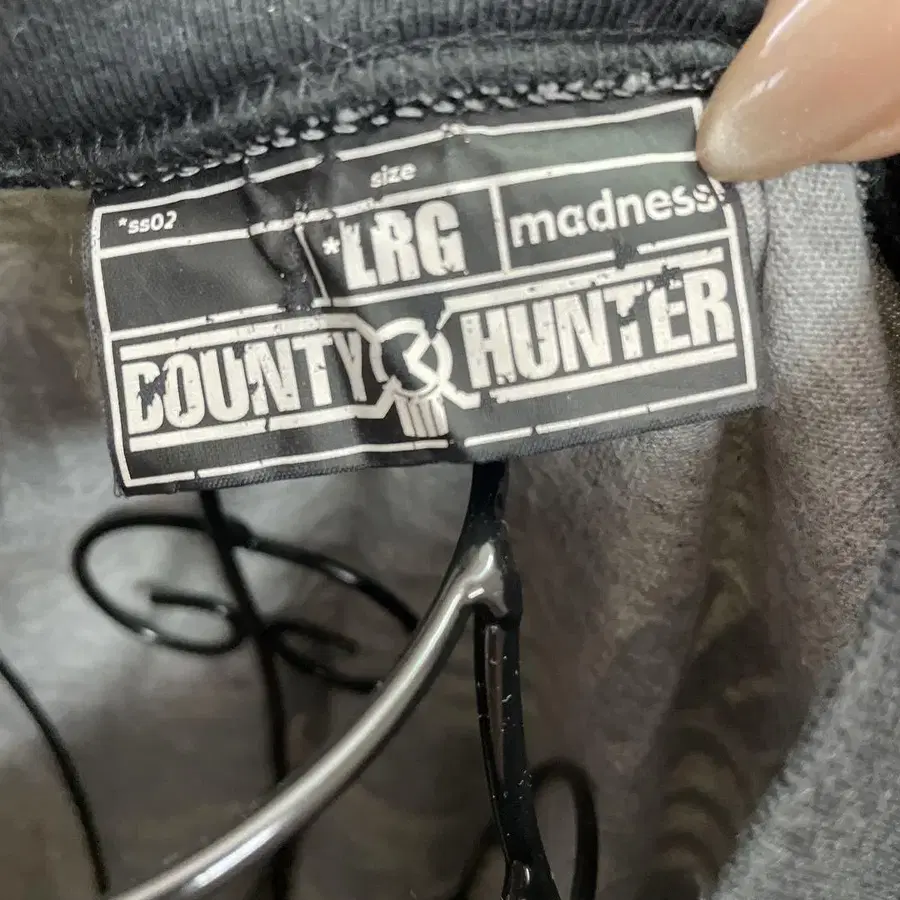 size
*ss02
*LRG
madness
BOUNTY HUNTER